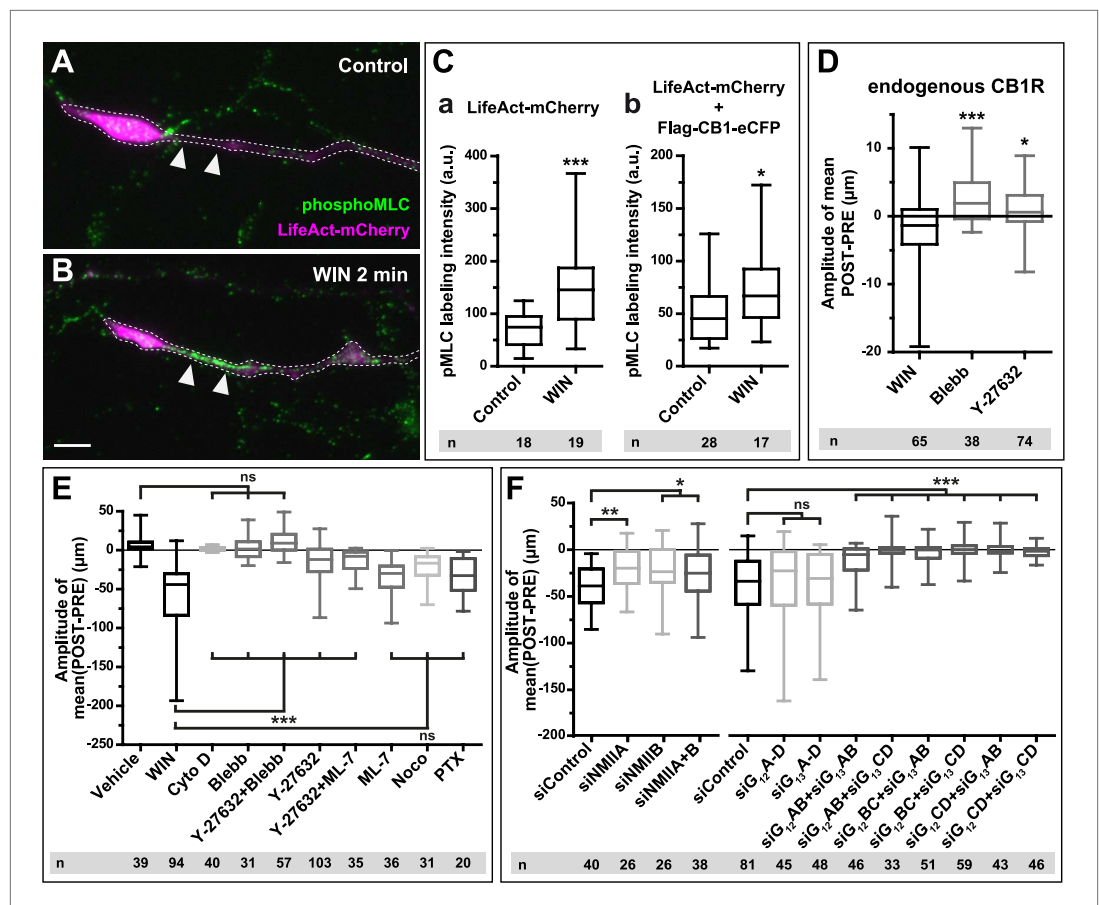 A
Control
phosphoMLC
LifeAct-mCherry
B
WIN 2 min
C
a
LifeAct-mCherry
pMLC labeling intensity (a.u.)
400
300
200
150
100
50
0
***
Control
WIN
n 18 19
b
LifeAct-mCherry
+
Flag-CB1-eCFP
pMLC labeling intensity (a.u.)
200
150
100
50
0
*
Control
WIN
n 28 17
D
endogenous CB1R
Amplitude of mean
POST-PRE (µm)
20
10
0
-10
-20
***
*
WIN
Blebb
Y-27632
n 65 38 74
E
Amplitude of
mean(POST-PRE) (µm)
50
0
-50
-100
-150
-200
-250
ns
***
ns
Vehicle
WIN
Cyto D
Blebb
Y-27632+Blebb
Y-27632
Y-27632+ML-7
ML-7
Noco
PTX
n 39 94 40 31 57 103 35 36 31 20
F
Amplitude of
mean(POST-PRE) (µm)
50
25
0
-50
-100
-150
-200
**
*
ns
***
siControl
siNMIIA
siNMIIB
siNMIIA+B
siControl
siG12A-D
siG13A-D
siG12AB+siG13AB
siG12AB+siG13CD
siG12BC+siG13AB
siG12BC+siG13CD
siG12CD+siG13AB
siG12CD+siG13CD
n 40 26 26 38 81 45 48 46 33 51 59 43 46